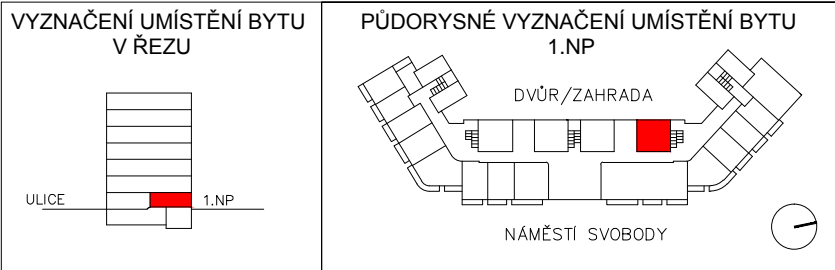 VYZNAČENÍ UMÍSTĚNÍ BYTU
V ŘEZU
ULICE
1.NP
PŮDORYSNÉ VYZNAČENÍ UMÍSTĚNÍ BYTU
1.NP
DVŮR/ZAHRADA
NÁMĚSTÍ SVOBODY